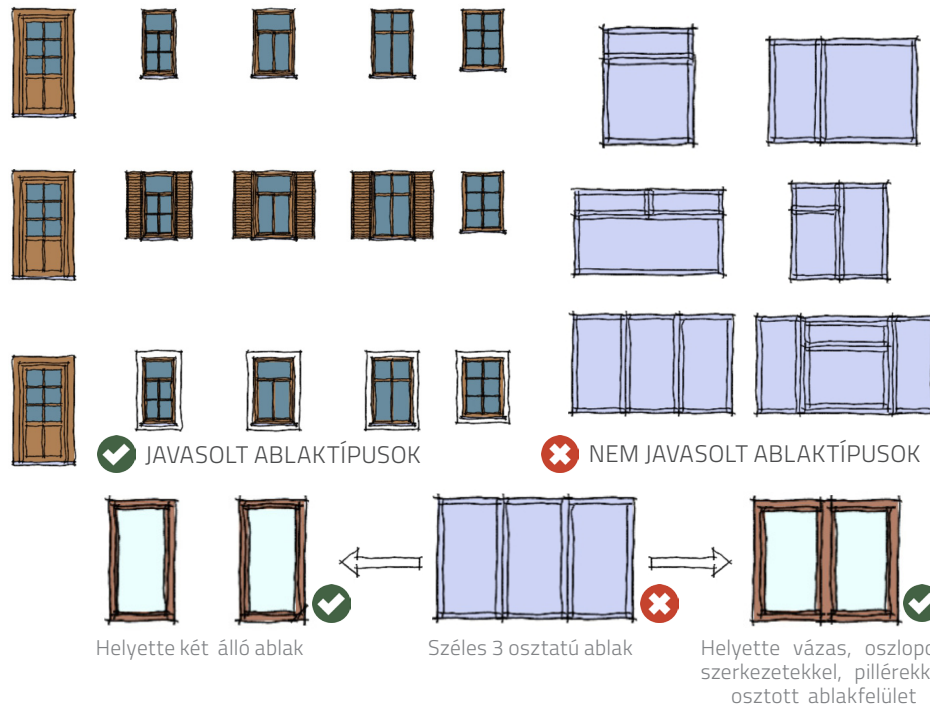 JAVASOLT ABLAKTÍPUSOK
NEM JAVASOLT ABLAKTÍPUSOK
Helyette két álló ablak
Széles 3 osztatú ablak
Helyette vázas,
szerkezetekkel,
osztott ablakfelület